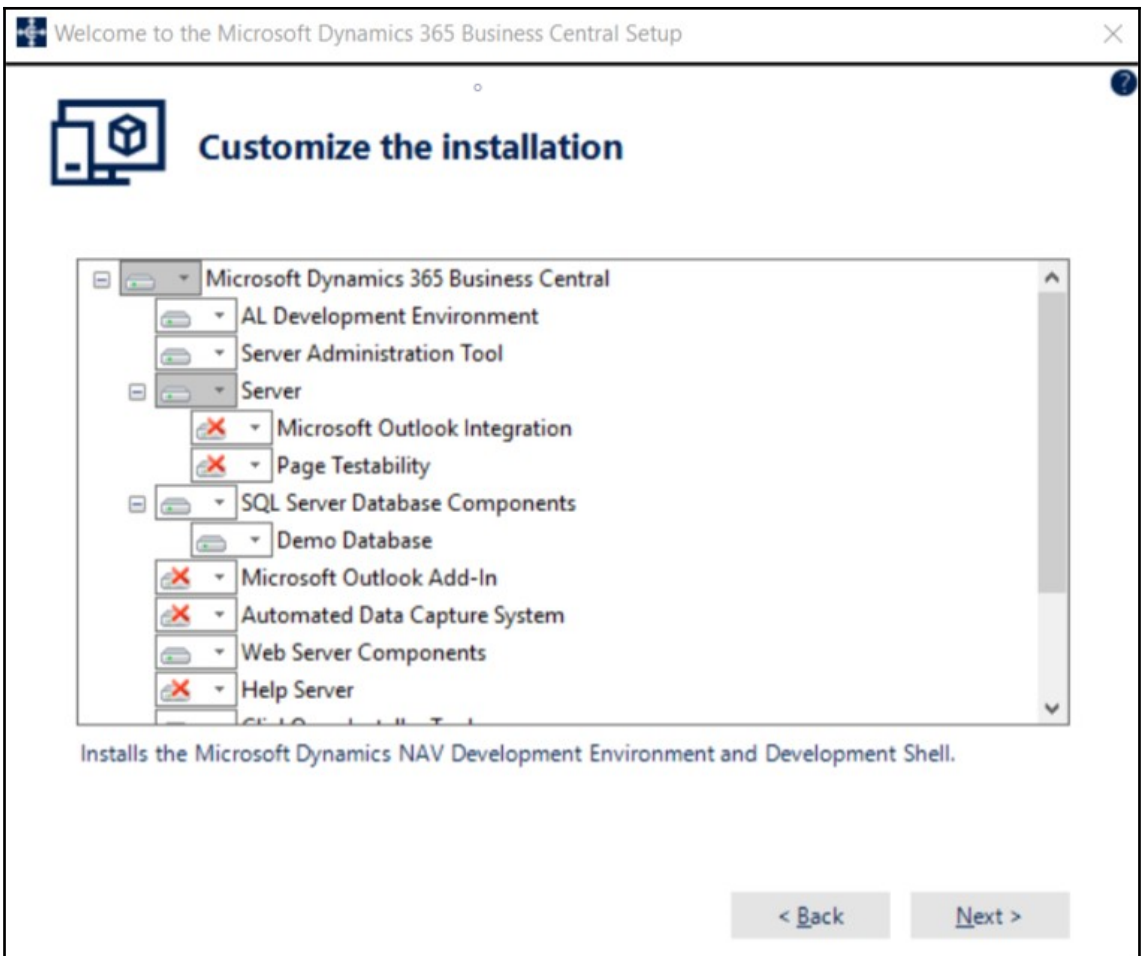 Welcome to the Microsoft Dynamics 365 Business Central Setup
?
Customize the installation
Microsoft Dynamics 365 Business Central
AL Development Environment
Server Administration Tool
Server
Microsoft Outlook Integration
Page Testability
SQL Server Database Components
Demo Database
Microsoft Outlook Add-In
Automated Data Capture System
Web Server Components
Help Server
Installs the Microsoft Dynamics NAV Development Environment and Development Shell.
< Back
Next >